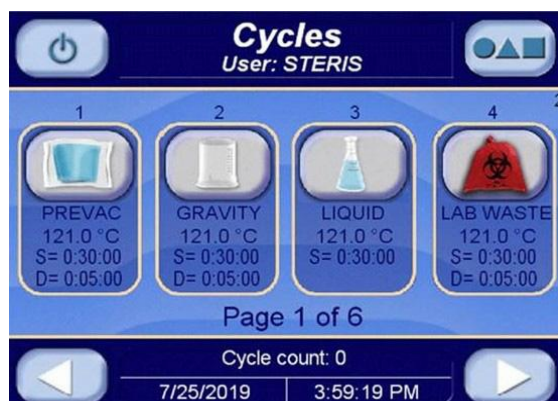 Cycles
User: STERIS
1
2
3
4
PREVAC
121.0 °C
S= 0:30:00
D= 0:05:00
GRAVITY
121.0 °C
S= 0:30:00
D= 0:05:00
LIQUID
121.0 °C
S= 0:30:00
LAB WASTE
121.0 °C
S= 0:30:00
D= 0:05:00
Page 1 of 6
Cycle count: 0
7/25/2019
3:59:19 PM